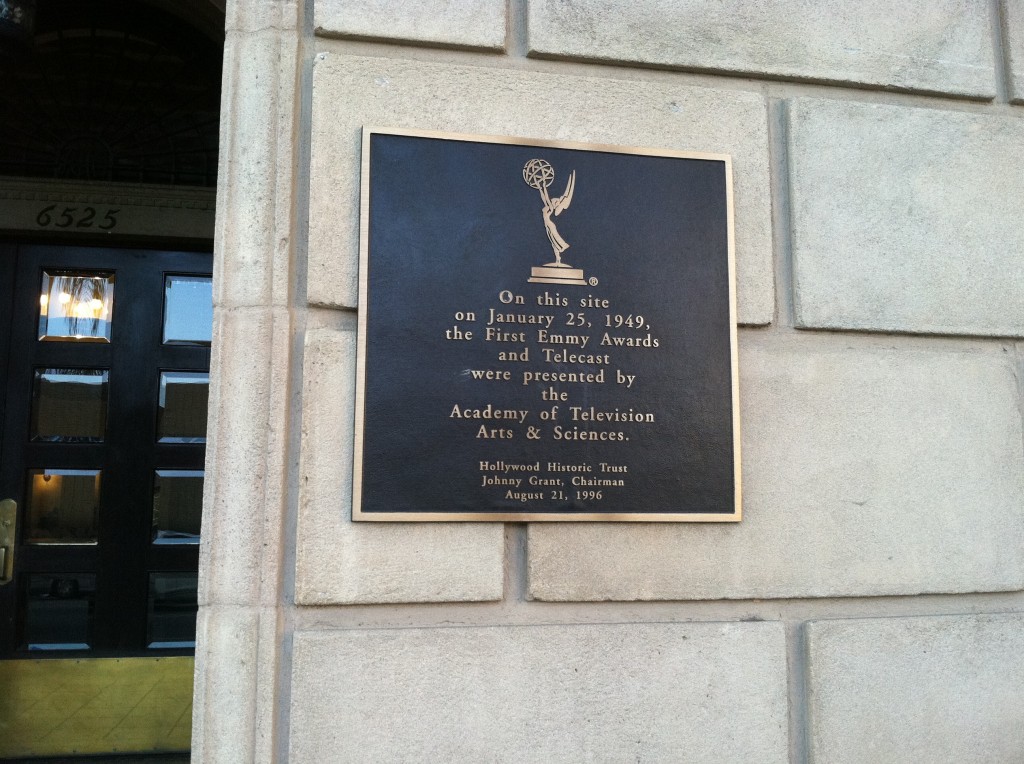 6525
®
On this site
on January 25, 1949,
the First Emmy Awards
and Telecast
were presented by
the
Academy of Television
Arts & Sciences.
Hollywood Historic Trust
Johnny Grant, Chairman
August 21, 1996